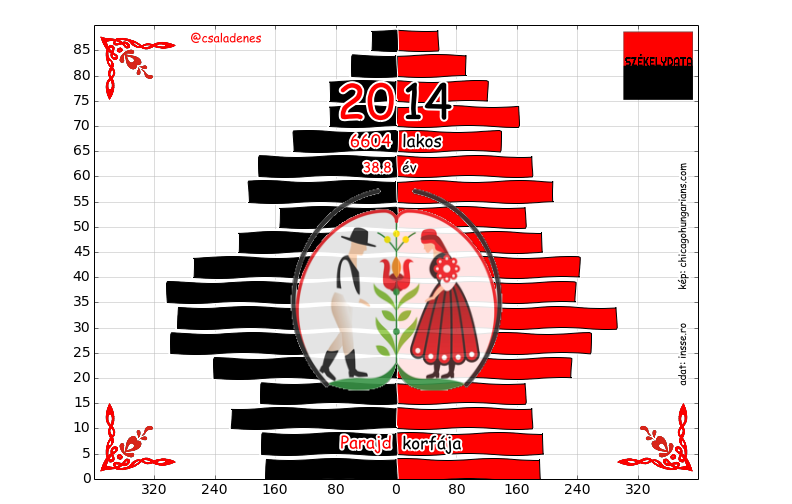 @csaladenes
SZÉKELYDATA
2014
6604 lakos
38.8 év
kép: chicagohungarians.com
adat: insse.ro
Parajd korfája
85
80
75
70
65
60
55
50
45
40
35
30
25
20
15
10
5
0
320 240 160 80 0 80 160 240 320